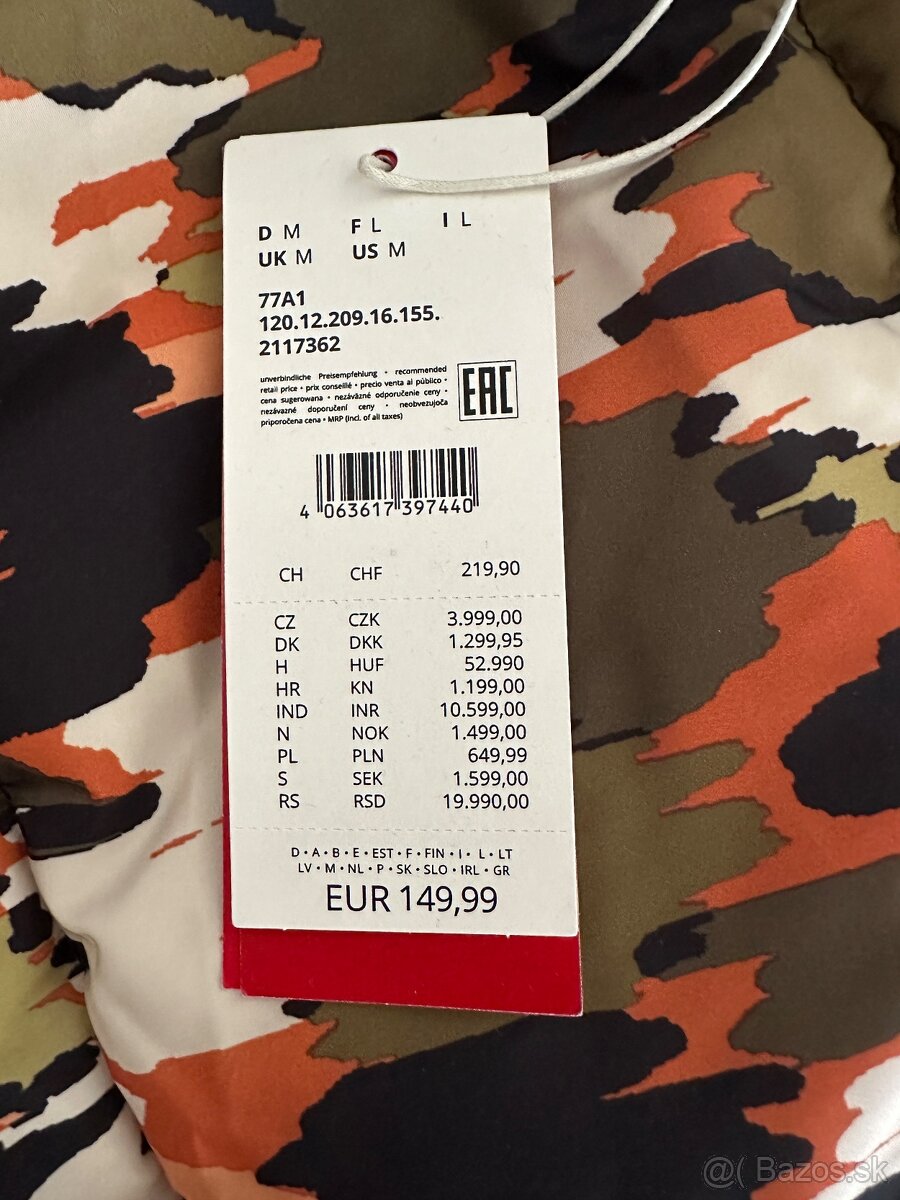 D M F L I L
UK M US M
77A1
120.12.209.16.155.
2117362
unverbindliche Preisempfehlung • recommended
retail price • prix conseillé • precio venta al público •
cena sugerowana • nezáväzné odporučenie ceny •
nezávazné doporučení ceny • neobvezujoča
priporočena cena • MRP (incl. of all taxes)
EAC
4 063617 397440
CH CHF 219,90
CZ CZK 3.999,00
DK DKK 1.299,95
H HUF 52.990
HR KN 1.199,00
IND INR 10.599,00
N NOK 1.499,00
PL PLN 649,99
S SEK 1.599,00
RS RSD 19.990,00
D • A • B • E • EST • F • FIN • I • L • LT
LV • M • NL • P • SK • SLO • IRL • GR
EUR 149,99
@( Bazos.sk